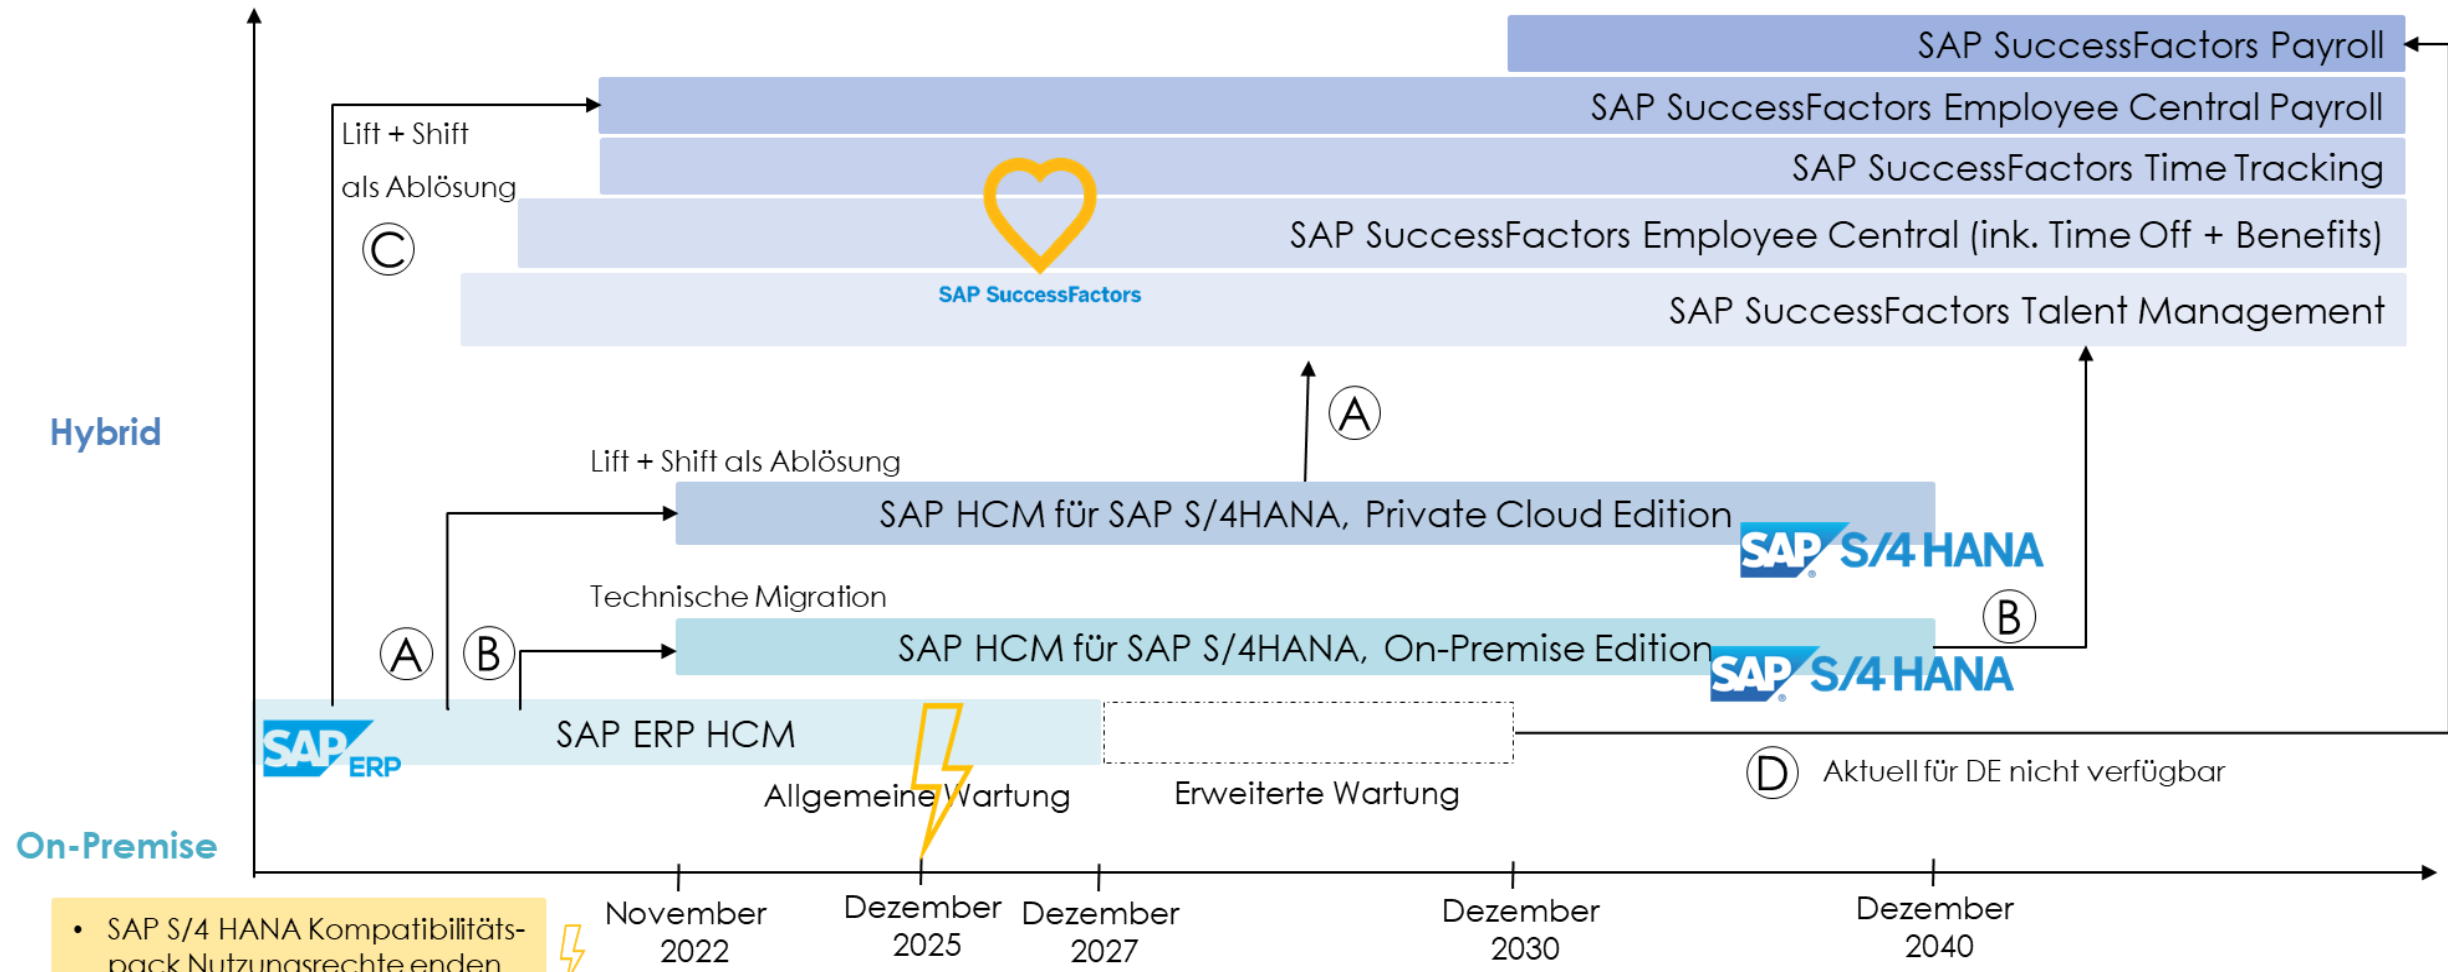 SAP SuccessFactors Payroll
SAP SuccessFactors Employee Central Payroll
Lift + Shift
als Ablösung
C
SAP SuccessFactors Time Tracking
SAP SuccessFactors Employee Central (ink. Time Off + Benefits)
SAP SuccessFactors
SAP SuccessFactors Talent Management
A
Hybrid
Lift + Shift als Ablösung
SAP HCM für SAP S/4HANA, Private Cloud Edition
SAP S/4HANA
Technische Migration
A
B
SAP HCM für SAP S/4HANA, On-Premise Edition
SAP S/4HANA
B
SAP ERP
SAP ERP HCM
Allgemeine Wartung
Erweiterte Wartung
D
Aktuell für DE nicht verfügbar
On-Premise
November
2022
Dezember
2025
Dezember
2027
Dezember
2030
Dezember
2040
• SAP S/4 HANA Kompatibilitäts-
pack Nutzungsrechte enden